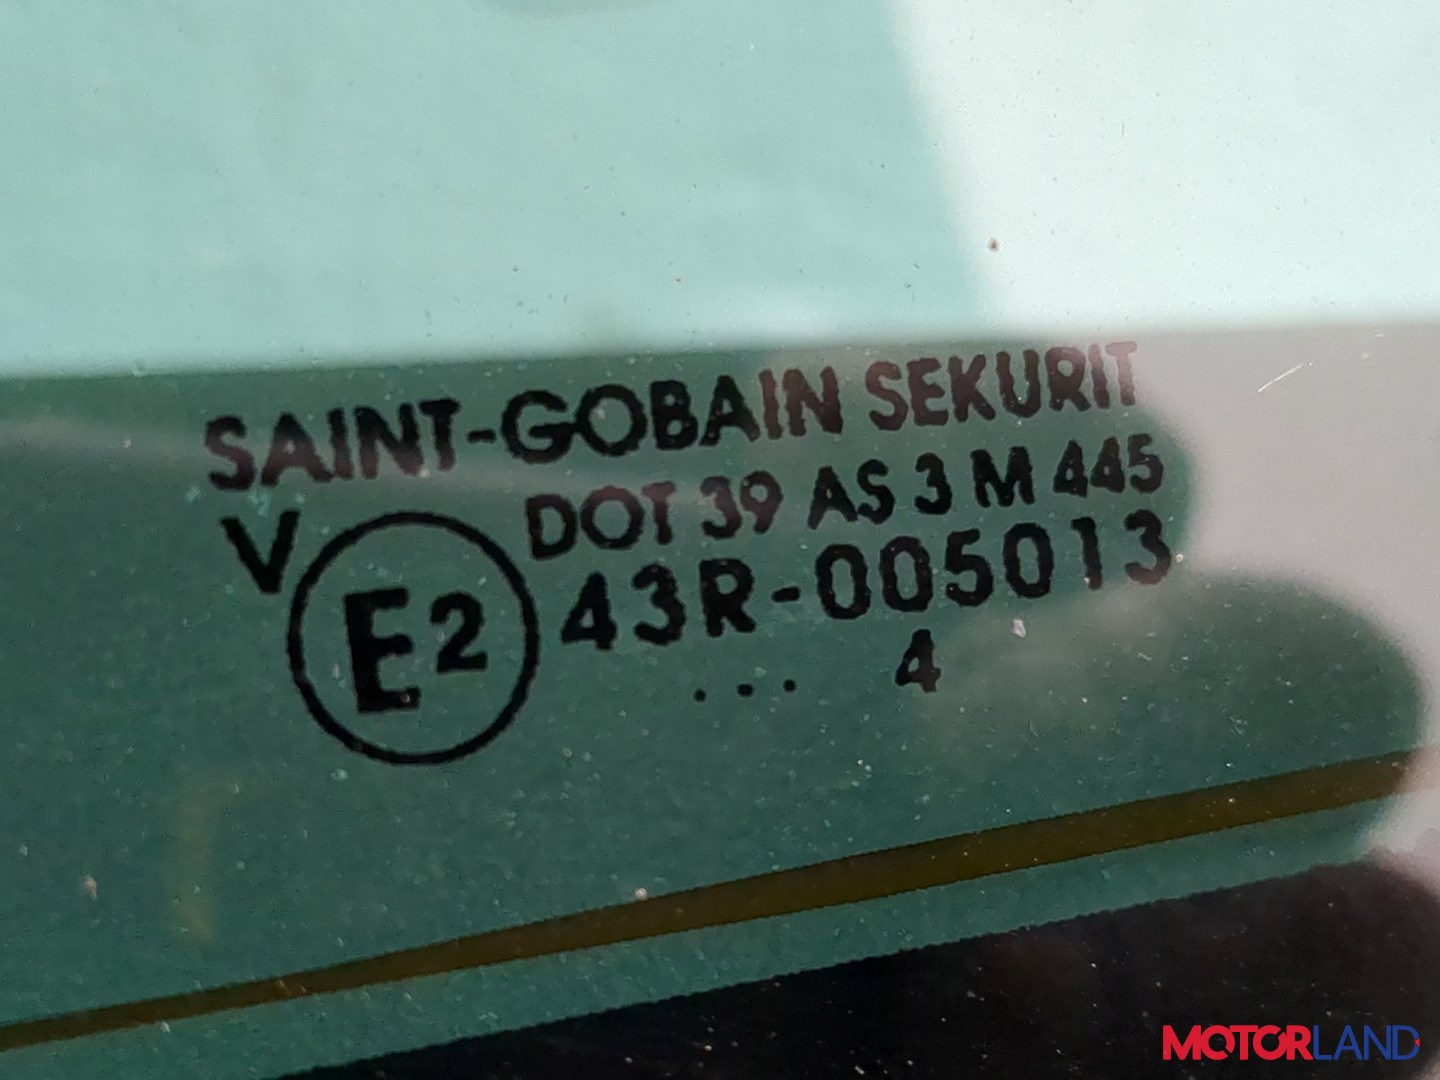 SAINT-GOBAIN SEKURIT
DOT 39 AS 3 M 445
V E2 43R-005013
... 4
MOTORLAND